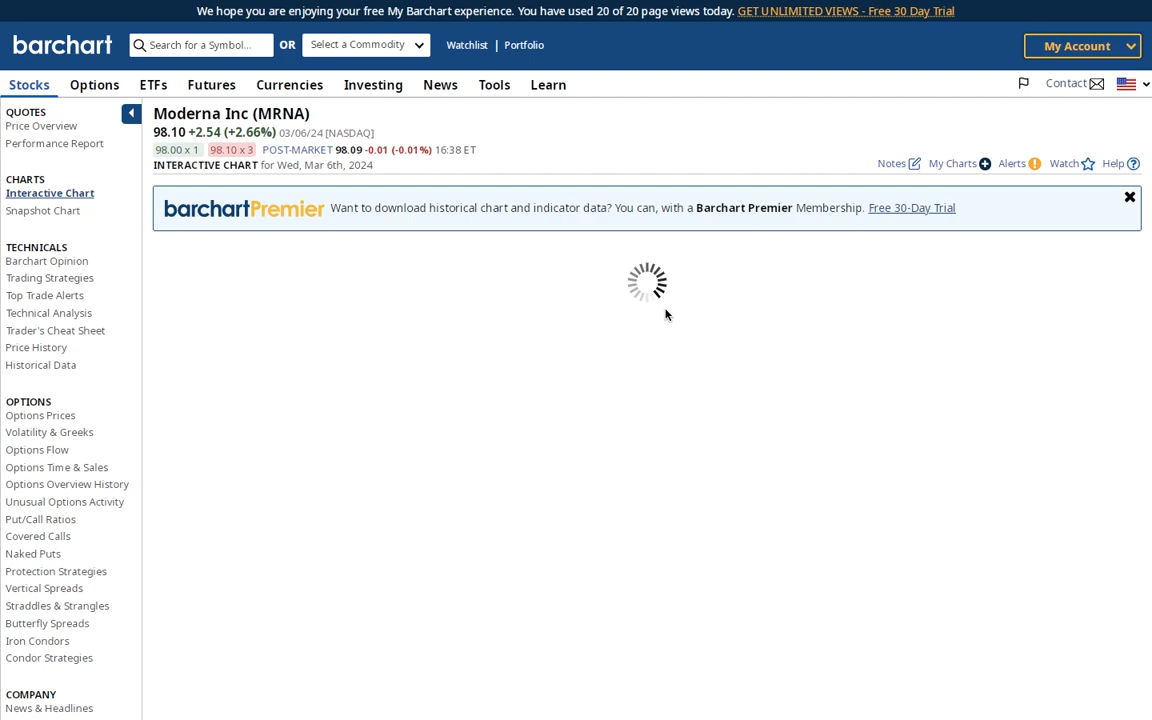 We hope you are enjoying your free My Barchart experience. You have used 20 of 20 page views today. GET UNLIMITED VIEWS - Free 30 Day Trial
barchart Search for a Symbol... OR Select a Commodity Watchlist | Portfolio My Account
Stocks Options ETFs Futures Currencies Investing News Tools Learn Contact
QUOTES
Price Overview
Performance Report
CHARTS
Interactive Chart
Snapshot Chart
TECHNICALS
Barchart Opinion
Trading Strategies
Top Trade Alerts
Technical Analysis
Trader's Cheat Sheet
Price History
Historical Data
OPTIONS
Options Prices
Volatility & Greeks
Options Flow
Options Time & Sales
Options Overview History
Unusual Options Activity
Put/Call Ratios
Covered Calls
Naked Puts
Protection Strategies
Vertical Spreads
Straddles & Strangles
Butterfly Spreads
Iron Condors
Condor Strategies
COMPANY
News & Headlines
Moderna Inc (MRNA)
98.10 +2.54 (+2.66%) 03/06/24 [NASDAQ]
98.00 x 1 98.10 x 3 POST-MARKET 98.09 -0.01 (-0.01%) 16:38 ET
INTERACTIVE CHART for Wed, Mar 6th, 2024
Notes My Charts Alerts Watch Help
barchartPremier Want to download historical chart and indicator data? You can, with a Barchart Premier Membership. Free 30-Day Trial